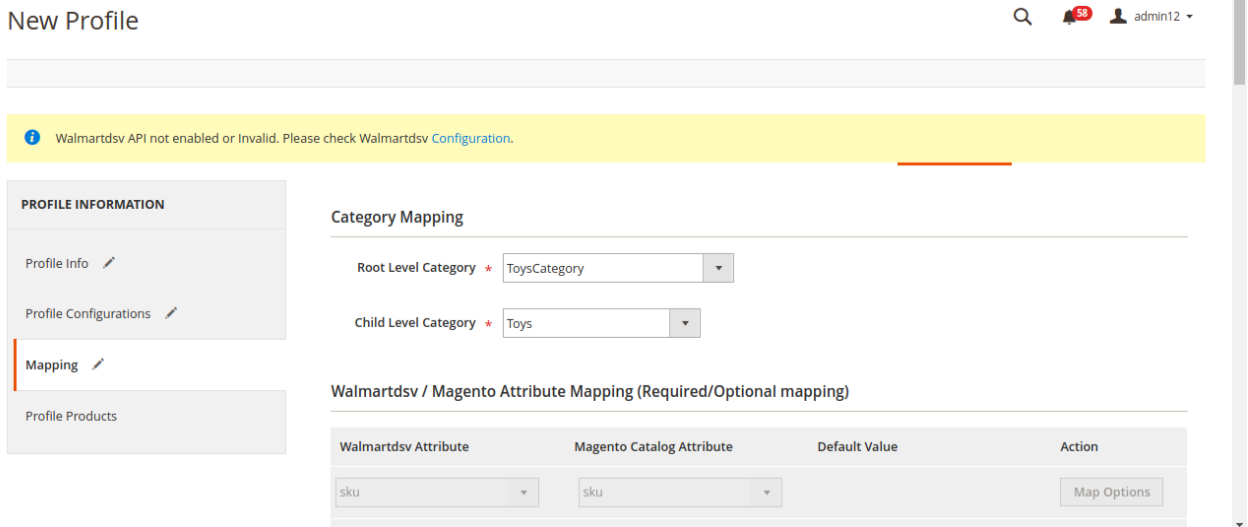 New Profile
58
admin12
Walmartdsv API not enabled or Invalid. Please check Walmartdsv Configuration.
PROFILE INFORMATION
Profile Info
Profile Configurations
Mapping
Profile Products
Category Mapping
Root Level Category * ToysCategory
Child Level Category * Toys
Walmartdsv / Magento Attribute Mapping (Required/Optional mapping)
Walmartdsv Attribute Magento Catalog Attribute Default Value Action
sku sku Map Options